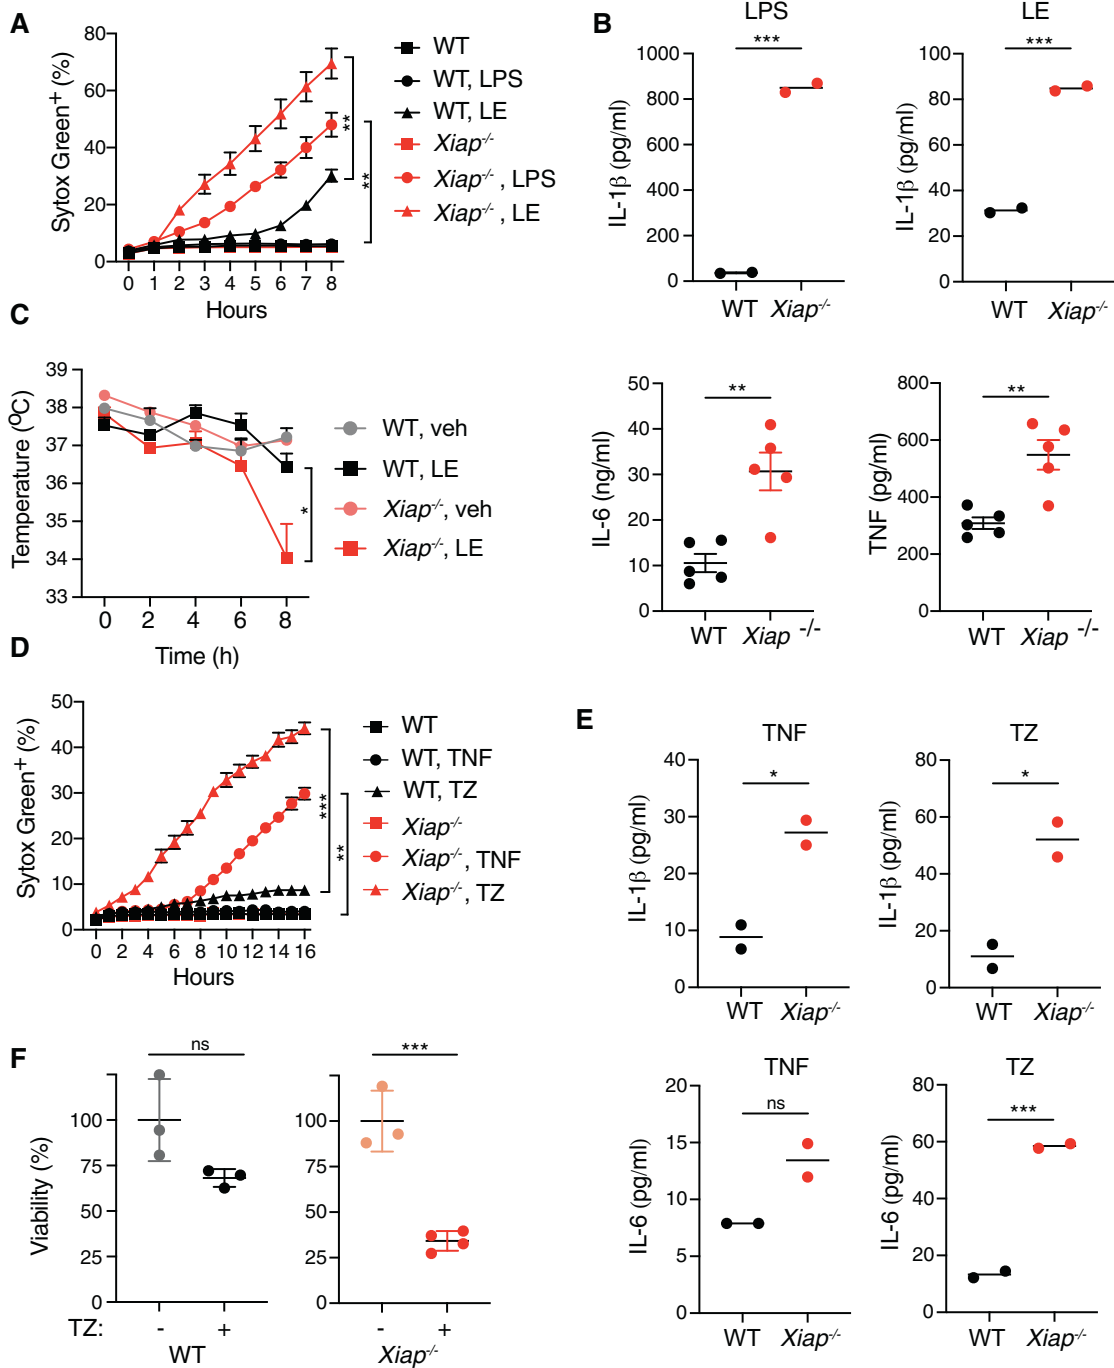 A
Sytox Green⁺ (%)
80
60
40
20
0
0 1 2 3 4 5 6 7 8
Hours
WT
WT, LPS
WT, LE
Xiap⁻/⁻
Xiap⁻/⁻ , LPS
Xiap⁻/⁻ , LE
**
**
B
LPS
***
IL-1β (pg/ml)
1000
800
600
400
200
0
WT Xiap⁻/⁻
LE
***
IL-1β (pg/ml)
100
80
60
40
20
0
WT Xiap⁻/⁻
**
IL-6 (ng/ml)
50
40
30
20
10
0
WT Xiap -/-
**
TNF (pg/ml)
800
600
400
200
0
WT Xiap -/-
C
Temperature (ºC)
39
38
37
36
35
34
33
0 2 4 6 8
Time (h)
WT, veh
WT, LE
Xiap⁻/⁻, veh
Xiap⁻/⁻, LE
*
D
Sytox Green⁺ (%)
50
40
30
20
10
0
0 2 4 6 8 10 12 14 16
Hours
WT
WT, TNF
WT, TZ
Xiap⁻/⁻
Xiap⁻/⁻, TNF
Xiap⁻/⁻, TZ
***
**
E
TNF
*
IL-1β (pg/ml)
40
30
20
10
0
WT Xiap⁻/⁻
TZ
*
IL-1β (pg/ml)
80
60
40
20
0
WT Xiap⁻/⁻
TNF
ns
IL-6 (pg/ml)
20
15
10
5
0
WT Xiap⁻/⁻
TZ
***
IL-6 (pg/ml)
80
60
40
20
0
WT Xiap⁻/⁻
F
ns
Viability (%)
100
75
50
25
0
TZ: - +
WT
***
100
75
50
25
0
- +
Xiap⁻/⁻